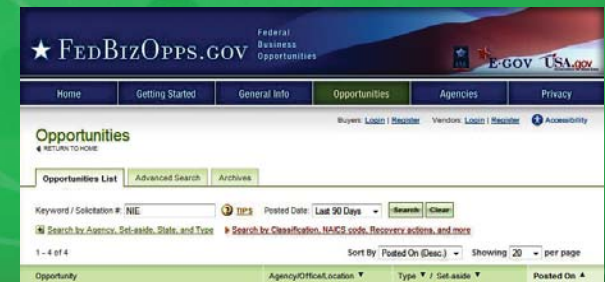 ★ FEDBIZOPPS.GOV Federal Business Opportunities
E-GOV USA.gov
Home Getting Started General Info Opportunities Agencies Privacy
Buyers: Login | Register Vendors: Login | Register Accessibility
Opportunities
RETURN TO HOME
Opportunities List Advanced Search Archives
Keyword / Solicitation #: NIE TIPS Posted Date: Last 90 Days Search Clear
Search by Agency, Set-aside, State, and Type Search by Classification, NAICS code, Recovery actions, and more
1 - 4 of 4 Sort By Posted On (Desc.) Showing 20 per page
Opportunity Agency/Office/Location Type / Set-aside Posted On